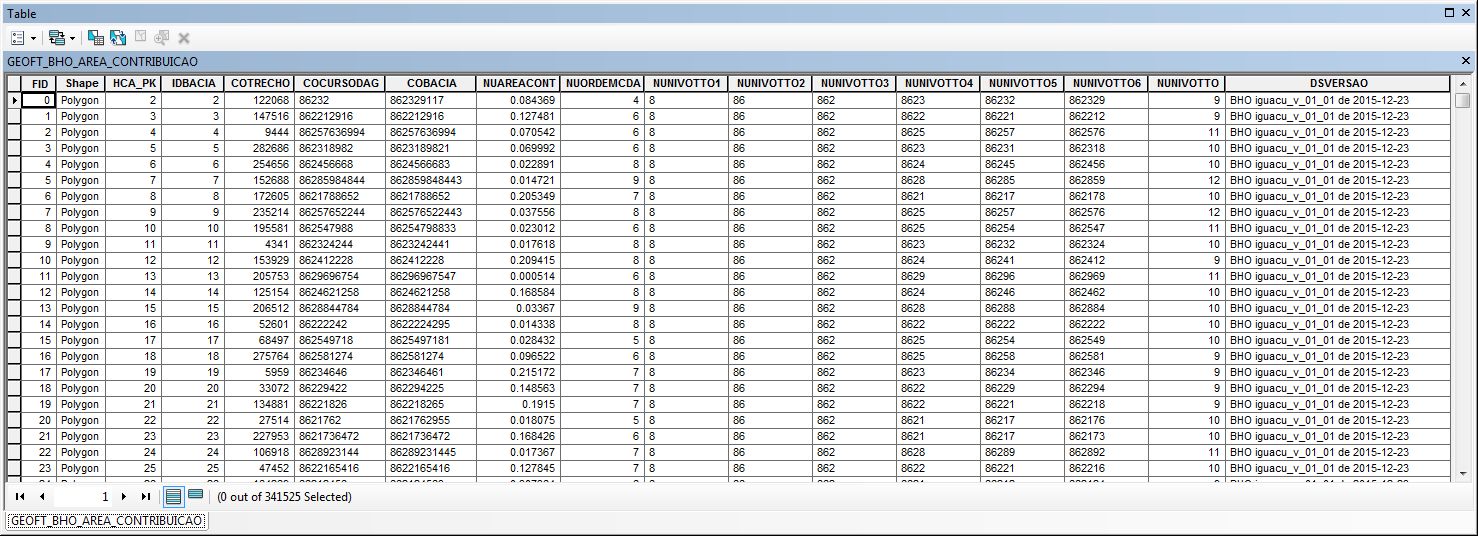 Table
GEOFT_BHO_AREA_CONTRIBUICAO
FID Shape HCA_PK IDBACIA COTRECHO COCURSODAG COBACIA NUAREACONT NUORDEMCDA NUNIVOTTO1 NUNIVOTTO2 NUNIVOTTO3 NUNIVOTTO4 NUNIVOTTO5 NUNIVOTTO6 NUNIVOTTO DSVERSAO
0 Polygon 2 2 122068 86232 862329117 0.084369 4 8 86 862 8623 86232 862329 9 BHO iguacu_v_01_01 de 2015-12-23
1 Polygon 3 3 147516 862212916 862212916 0.127481 6 8 86 862 8622 86221 862212 9 BHO iguacu_v_01_01 de 2015-12-23
2 Polygon 4 4 9444 86257636994 86257636994 0.070542 6 8 86 862 8625 86257 862576 11 BHO iguacu_v_01_01 de 2015-12-23
3 Polygon 5 5 282686 862318982 8623189821 0.069992 6 8 86 862 8623 86231 862318 10 BHO iguacu_v_01_01 de 2015-12-23
4 Polygon 6 6 254656 862456668 8624566683 0.022891 8 8 86 862 8624 86245 862456 10 BHO iguacu_v_01_01 de 2015-12-23
5 Polygon 7 7 152688 86285984844 862859848443 0.014721 9 8 86 862 8628 86285 862859 12 BHO iguacu_v_01_01 de 2015-12-23
6 Polygon 8 8 172605 8621788652 8621788652 0.205349 7 8 86 862 8621 86217 862178 10 BHO iguacu_v_01_01 de 2015-12-23
7 Polygon 9 9 235214 86257652244 862576522443 0.037556 8 8 86 862 8625 86257 862576 12 BHO iguacu_v_01_01 de 2015-12-23
8 Polygon 10 10 195581 862547988 86254798833 0.023012 6 8 86 862 8625 86254 862547 11 BHO iguacu_v_01_01 de 2015-12-23
9 Polygon 11 11 4341 862324244 8623242441 0.017618 8 8 86 862 8623 86232 862324 10 BHO iguacu_v_01_01 de 2015-12-23
10 Polygon 12 12 153929 862412228 862412228 0.209415 8 8 86 862 8624 86241 862412 9 BHO iguacu_v_01_01 de 2015-12-23
11 Polygon 13 13 205753 8629696754 86296967547 0.000514 6 8 86 862 8629 86296 862969 11 BHO iguacu_v_01_01 de 2015-12-23
12 Polygon 14 14 125154 8624621258 8624621258 0.168584 8 8 86 862 8624 86246 862462 10 BHO iguacu_v_01_01 de 2015-12-23
13 Polygon 15 15 206512 8628844784 8628844784 0.03367 9 8 86 862 8628 86288 862884 10 BHO iguacu_v_01_01 de 2015-12-23
14 Polygon 16 16 52601 86222242 8622224295 0.014338 8 8 86 862 8622 86222 862222 10 BHO iguacu_v_01_01 de 2015-12-23
15 Polygon 17 17 68497 862549718 8625497181 0.028432 5 8 86 862 8625 86254 862549 10 BHO iguacu_v_01_01 de 2015-12-23
16 Polygon 18 18 275764 862581274 862581274 0.096522 6 8 86 862 8625 86258 862581 9 BHO iguacu_v_01_01 de 2015-12-23
17 Polygon 19 19 5959 86234646 862346461 0.215172 7 8 86 862 8623 86234 862346 9 BHO iguacu_v_01_01 de 2015-12-23
18 Polygon 20 20 33072 86229422 862294225 0.148563 7 8 86 862 8622 86229 862294 9 BHO iguacu_v_01_01 de 2015-12-23
19 Polygon 21 21 134881 86221826 862218265 0.1915 7 8 86 862 8622 86221 862218 9 BHO iguacu_v_01_01 de 2015-12-23
20 Polygon 22 22 27514 8621762 8621762955 0.018075 5 8 86 862 8621 86217 862176 10 BHO iguacu_v_01_01 de 2015-12-23
21 Polygon 23 23 227953 8621736472 8621736472 0.168426 6 8 86 862 8621 86217 862173 10 BHO iguacu_v_01_01 de 2015-12-23
22 Polygon 24 24 106918 8628923144 86289231445 0.017367 7 8 86 862 8628 86289 862892 11 BHO iguacu_v_01_01 de 2015-12-23
23 Polygon 25 25 47452 8622165416 8622165416 0.127845 7 8 86 862 8622 86221 862216 10 BHO iguacu_v_01_01 de 2015-12-23
1 (0 out of 341525 Selected)
GEOFT_BHO_AREA_CONTRIBUICAO